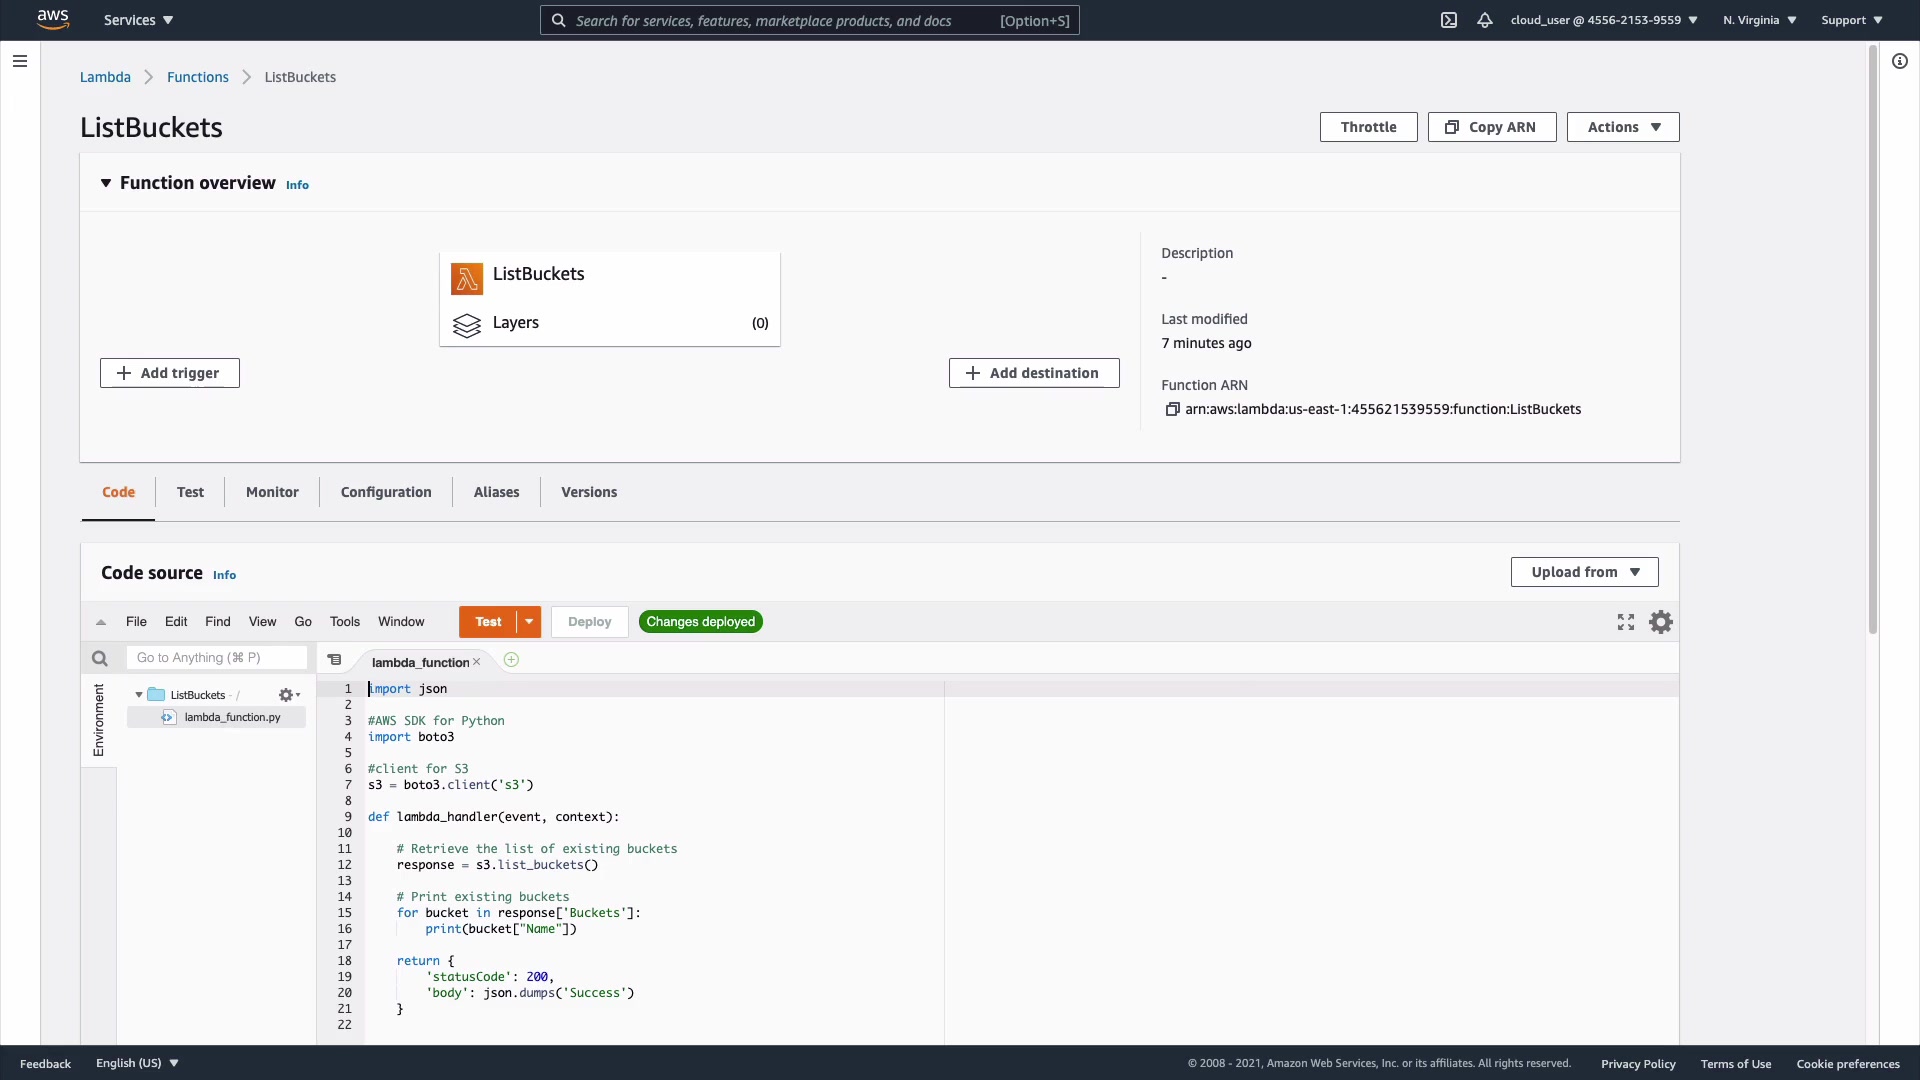 aws Services ▼ Search for services, features, marketplace products, and docs [Option+S] cloud_user @ 4556-2153-9559 ▼ N. Virginia ▼ Support ▼
Lambda > Functions > ListBuckets
ListBuckets
Throttle Copy ARN Actions ▼
▼ Function overview Info
ListBuckets
Layers (0)
+ Add trigger
+ Add destination
Description
-
Last modified
7 minutes ago
Function ARN
arn:aws:lambda:us-east-1:455621539559:function:ListBuckets
Code Test Monitor Configuration Aliases Versions
Code source Info
Upload from ▼
File Edit Find View Go Tools Window Test Deploy Changes deployed
Go to Anything (⌘ P)
lambda_function ×
Environment
ListBuckets - /
lambda_function.py
1 import json
2
3 #AWS SDK for Python
4 import boto3
5
6 #client for S3
7 s3 = boto3.client('s3')
8
9 def lambda_handler(event, context):
10
11     # Retrieve the list of existing buckets
12     response = s3.list_buckets()
13
14     # Print existing buckets
15     for bucket in response['Buckets']:
16         print(bucket["Name"])
17
18     return {
19         'statusCode': 200,
20         'body': json.dumps('Success')
21     }
22
Feedback English (US) ▼ © 2008 - 2021, Amazon Web Services, Inc. or its affiliates. All rights reserved. Privacy Policy Terms of Use Cookie preferences